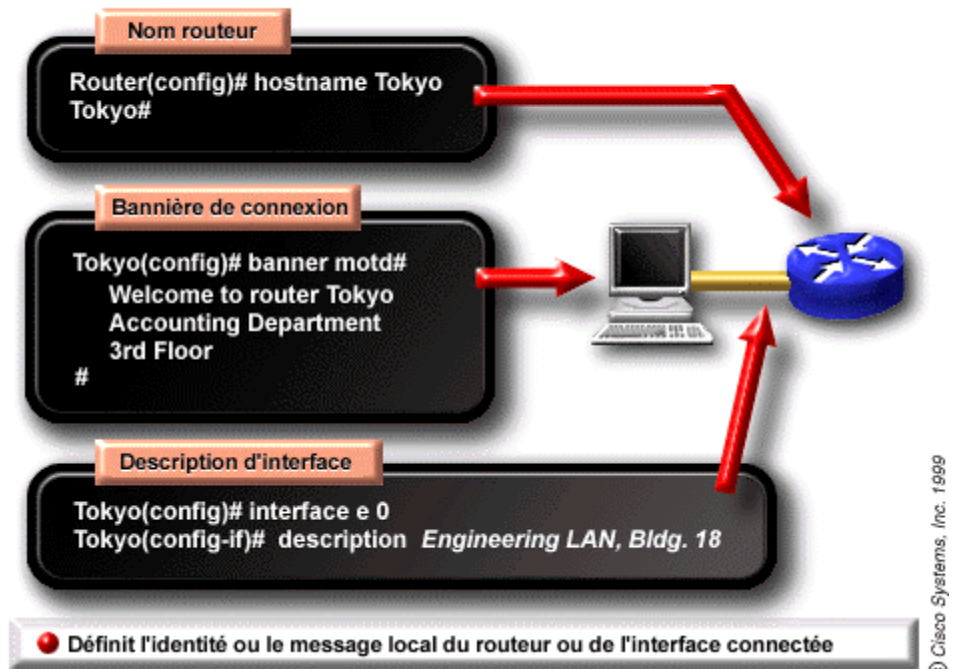 Nom routeur
Router(config)# hostname Tokyo
Tokyo#
Bannière de connexion
Tokyo(config)# banner motd#
Welcome to router Tokyo
Accounting Department
3rd Floor
#
Description d'interface
Tokyo(config)# interface e 0
Tokyo(config-if)# description Engineering LAN, Bldg. 18
Définit l'identité ou le message local du routeur ou de l'interface connectée
© Cisco Systems, Inc. 1999